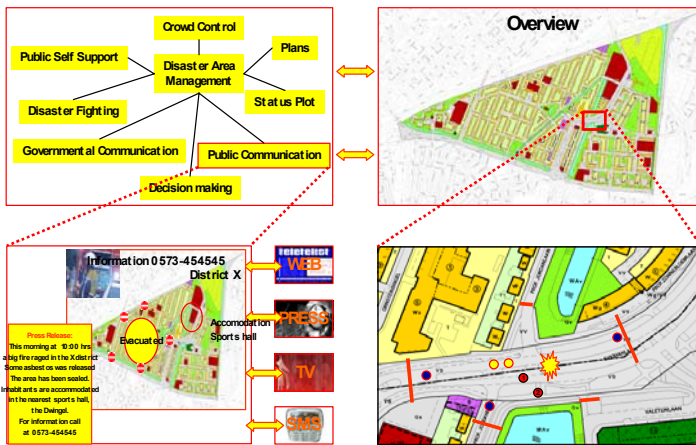 Crowd Control
Plans
Public Self Support
Disaster Area
Management
Status Plot
Disaster Fighting
Governmental Communication
Public Communication
Decision making
Overview
Information 0573-454545
District X
Evacuated
Accomodation
Sports hall
Press Release:
This morning at 10:00 hrs
a big fire raged in the X district
Some asbestos was released
The area has been sealed.
Inhabitants are accommodated
in the nearest sports hall,
the Dwingel.
For information call
at 0573-454545
teletekst
WEB
PRESS
TV
SMS
VALETERLAAN